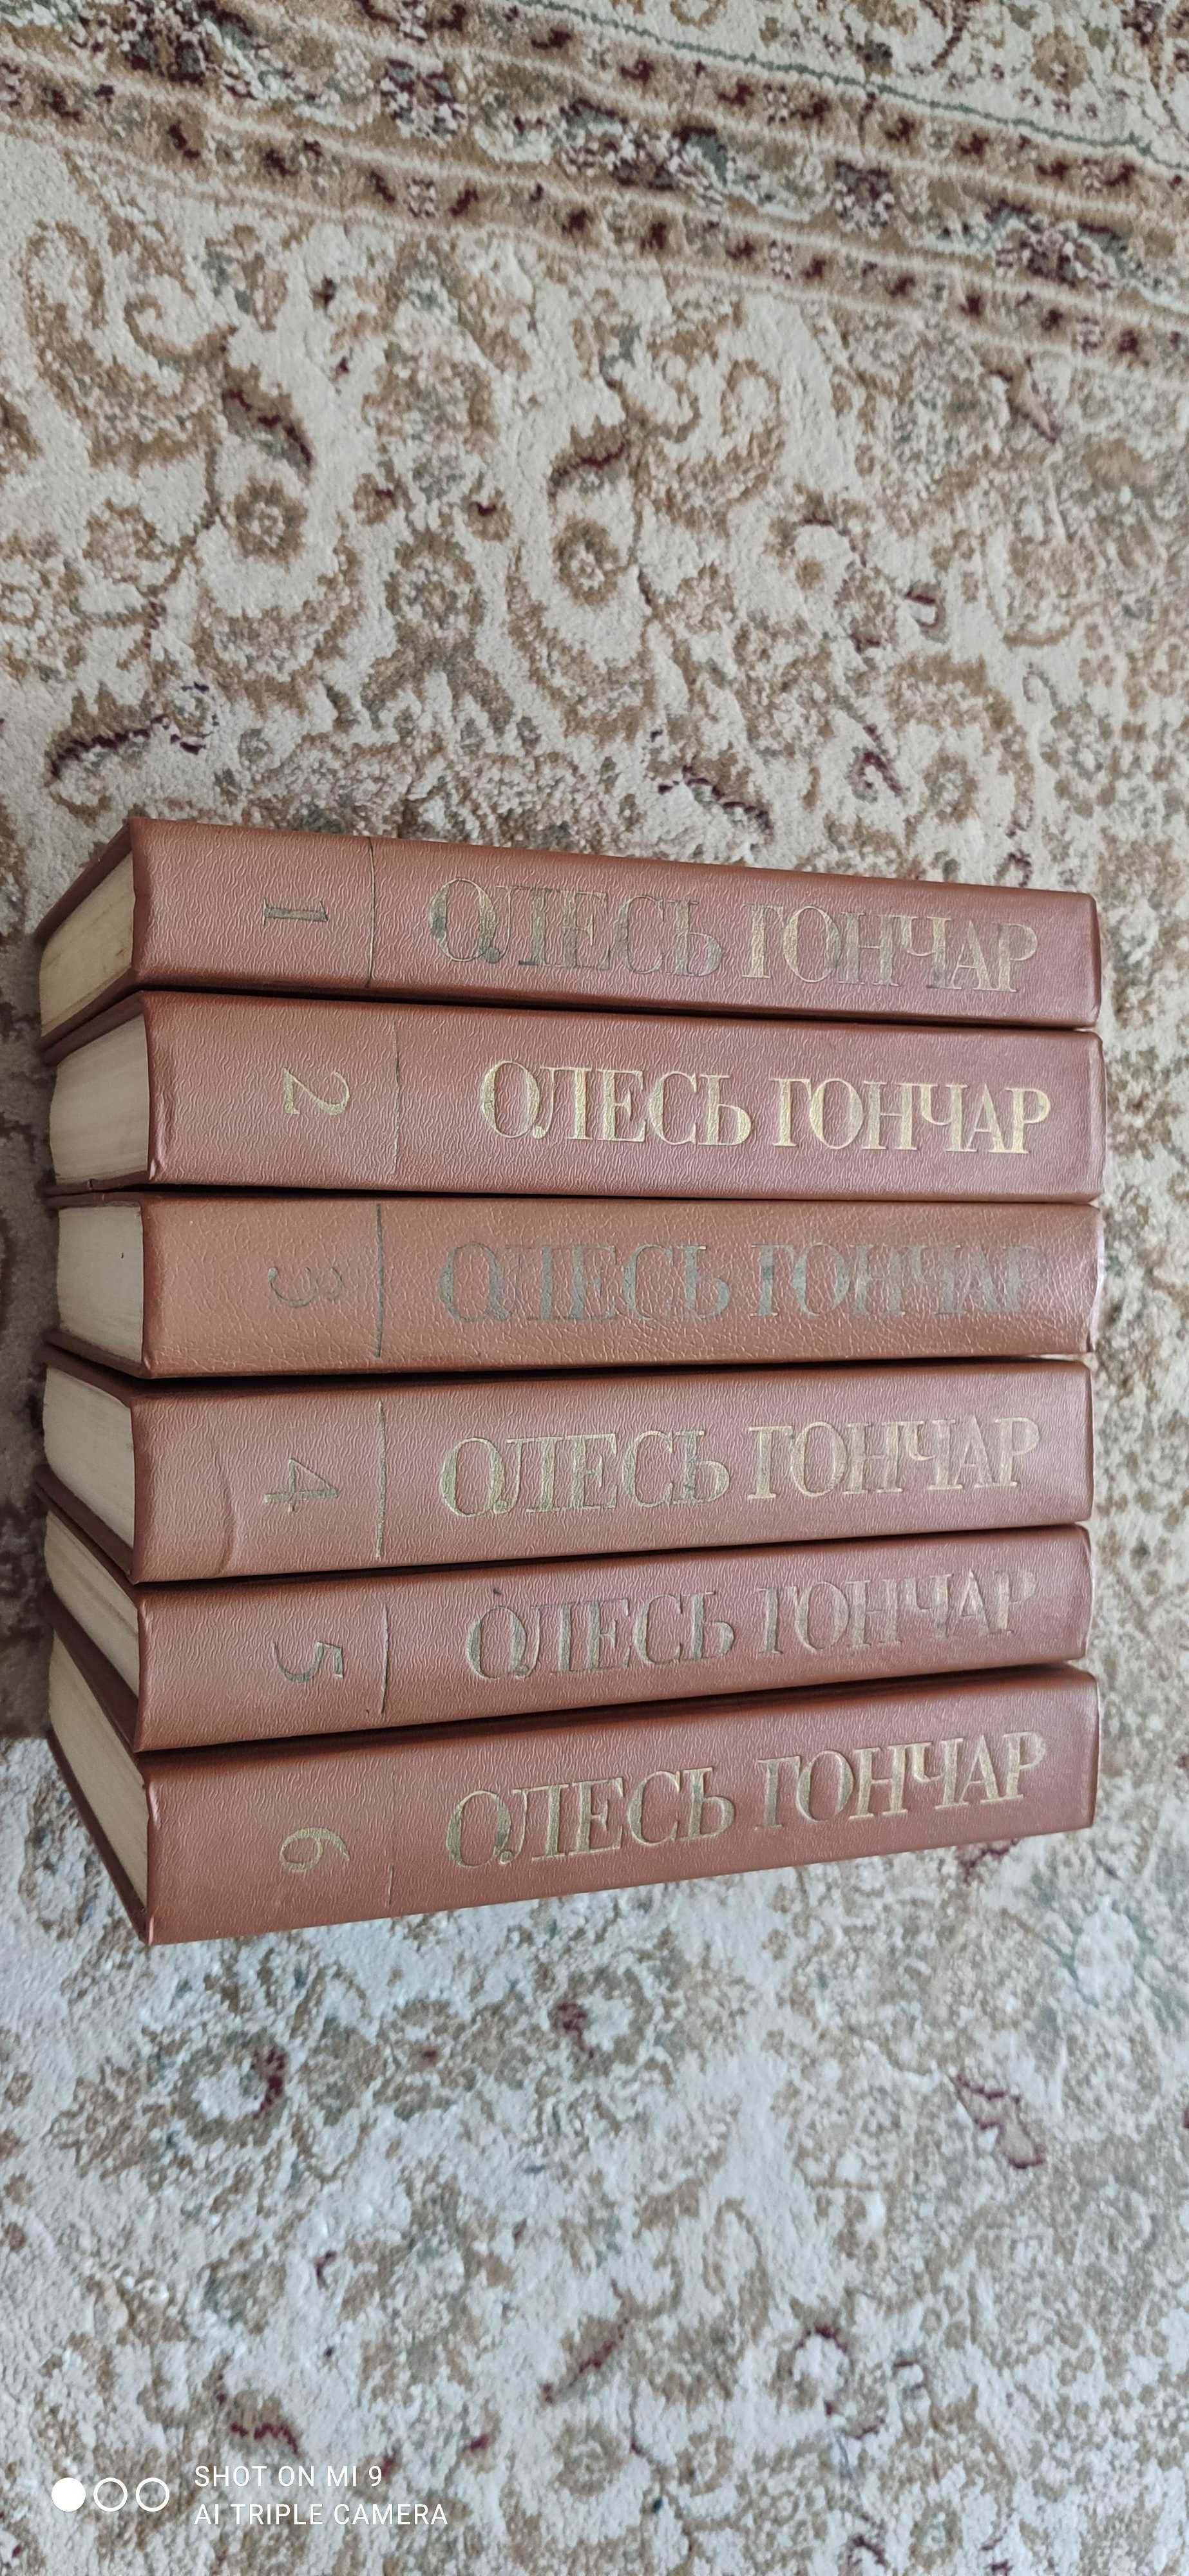 1 ОЛЕСЬ ГОНЧАР
2 ОЛЕСЬ ГОНЧАР
3 ОЛЕСЬ ГОНЧАР
4 ОЛЕСЬ ГОНЧАР
5 ОЛЕСЬ ГОНЧАР
6 ОЛЕСЬ ГОНЧАР
SHOT ON MI 9
AI TRIPLE CAMERA